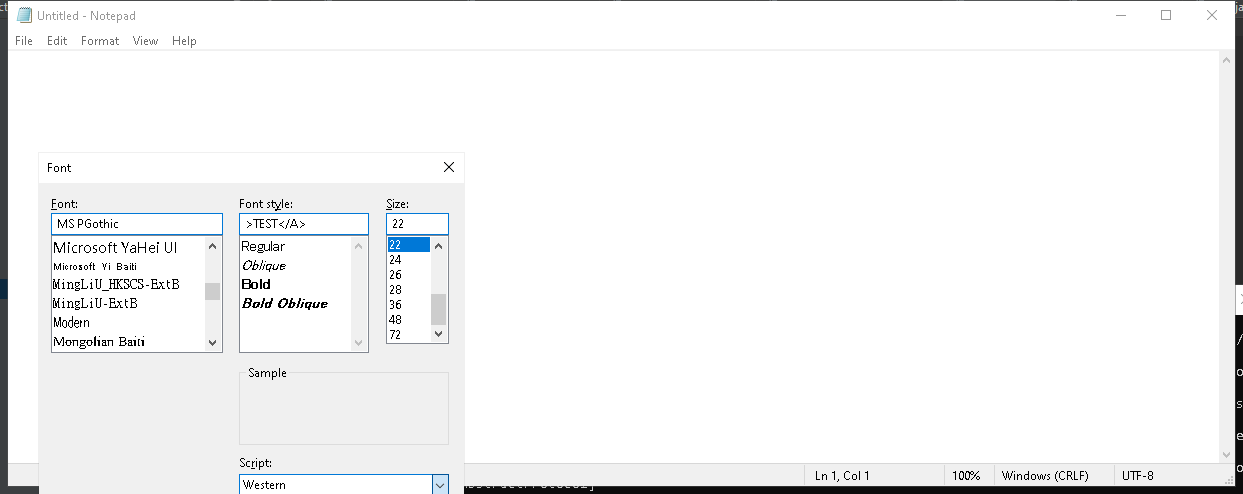 Untitled - Notepad
File Edit Format View Help
Font
Font: Font style: Size:
MS PGothic >TEST</A> 22
Microsoft YaHei UI Regular 22
Microsoft Yi Baiti Oblique 24
MingLiU_HKSCS-ExtB Bold 26
MingLiU-ExtB Bold Oblique 28
Modern 36
Mongolian Baiti 48
72
Sample
Script:
Western
Ln 1, Col 1 100% Windows (CRLF) UTF-8